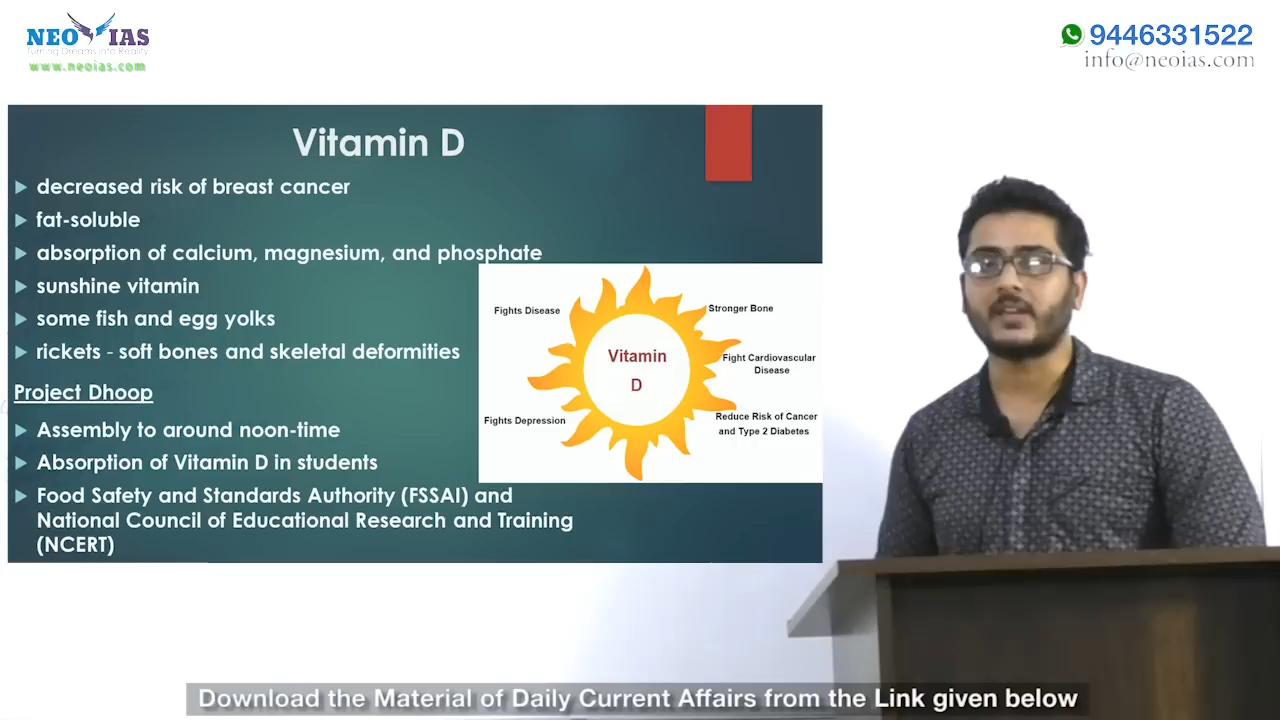 NEO IAS
Turning Dreams into Reality
www.neoias.com
9446331522
info@neoias.com
Vitamin D
decreased risk of breast cancer
fat-soluble
absorption of calcium, magnesium, and phosphate
sunshine vitamin
some fish and egg yolks
rickets - soft bones and skeletal deformities
Project Dhoop
Assembly to around noon-time
Absorption of Vitamin D in students
Food Safety and Standards Authority (FSSAI) and
National Council of Educational Research and Training
(NCERT)
Fights Disease
Stronger Bone
Vitamin
D
Fight Cardiovascular
Disease
Fights Depression
Reduce Risk of Cancer
and Type 2 Diabetes
Download the Material of Daily Current Affairs from the Link given below